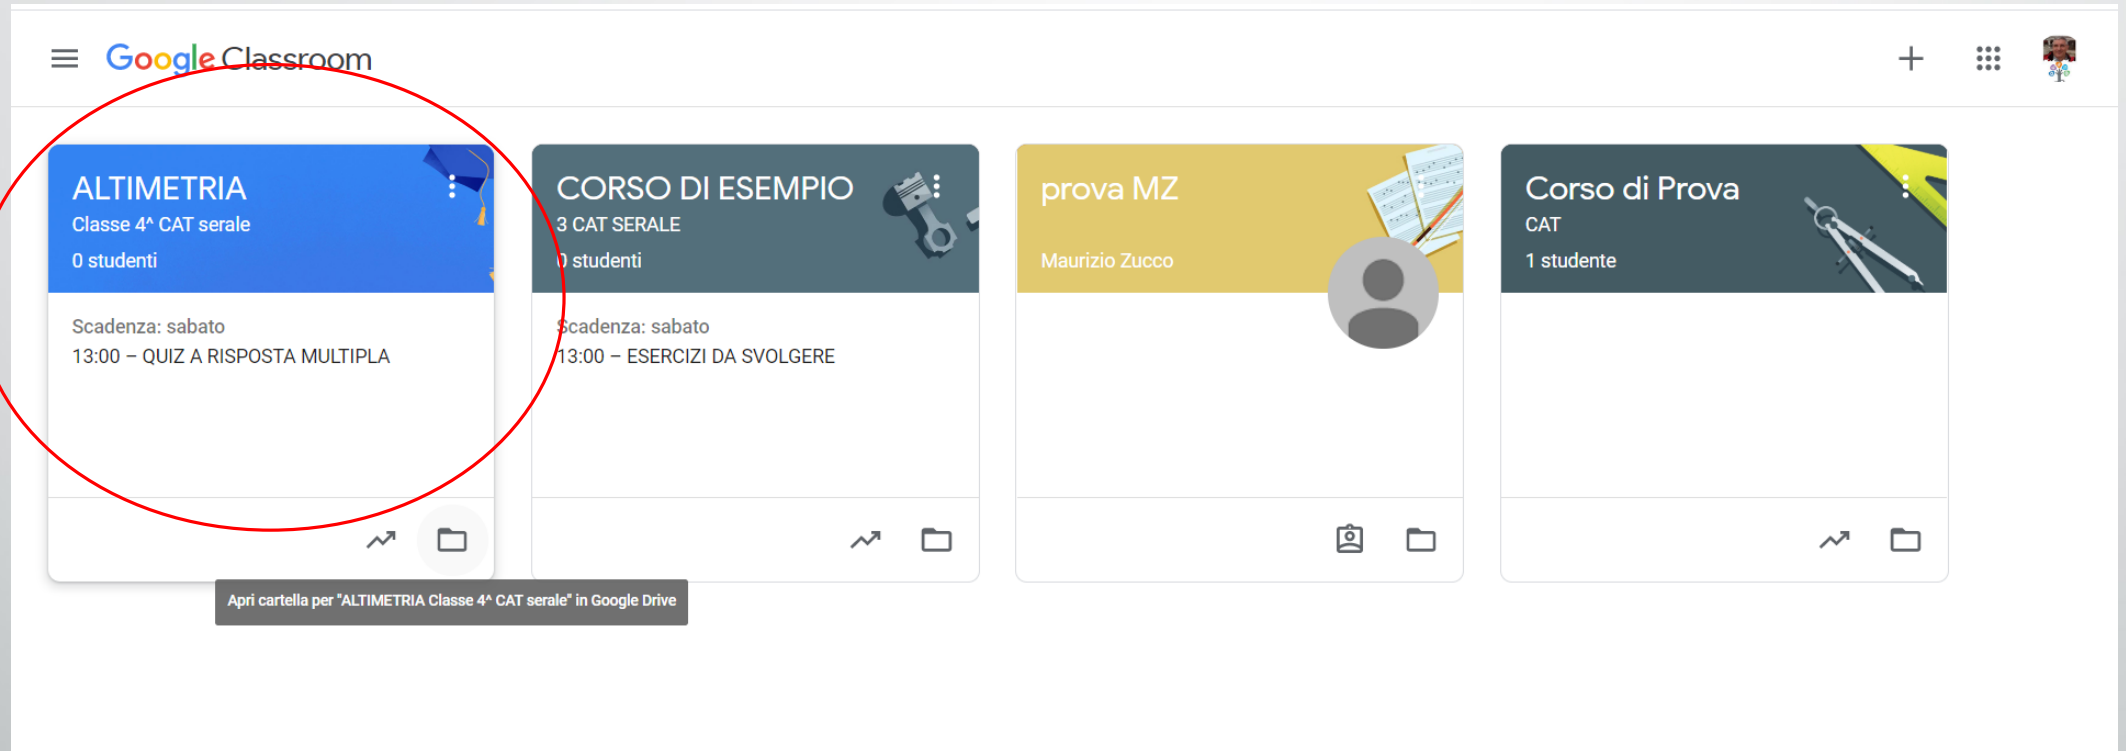 Google Classroom
ALTIMETRIA
Classe 4^ CAT serale
0 studenti
Scadenza: sabato
13:00 – QUIZ A RISPOSTA MULTIPLA
CORSO DI ESEMPIO
3 CAT SERALE
0 studenti
Scadenza: sabato
13:00 – ESERCIZI DA SVOLGERE
prova MZ
Maurizio Zucco
Corso di Prova
CAT
1 studente
Apri cartella per "ALTIMETRIA Classe 4^ CAT serale" in Google Drive